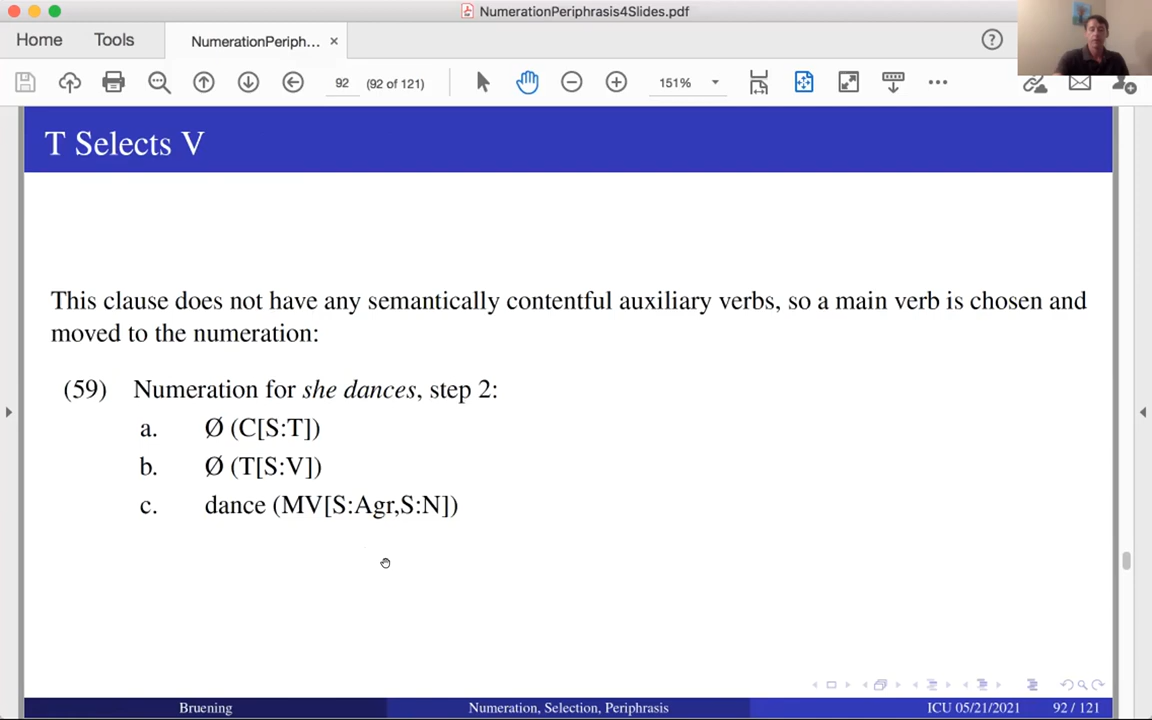 NumerationPeriphrasis4Slides.pdf
Home Tools NumerationPeriph... ×
92 (92 of 121) 151%
T Selects V
This clause does not have any semantically contentful auxiliary verbs, so a main verb is chosen and
moved to the numeration:
(59) Numeration for she dances, step 2:
a. Ø (C[S:T])
b. Ø (T[S:V])
c. dance (MV[S:Agr,S:N])
Bruening Numeration, Selection, Periphrasis ICU 05/21/2021 92 / 121